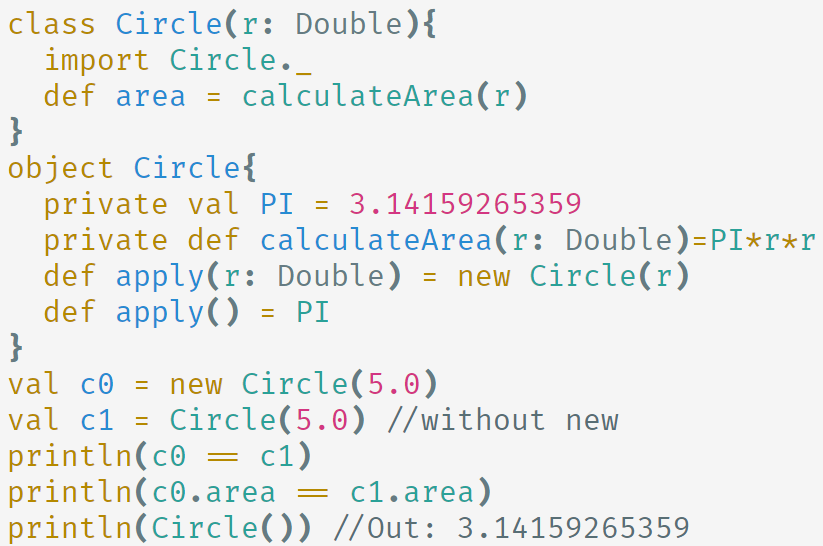 class Circle(r: Double){
  import Circle._
  def area = calculateArea(r)
}
object Circle{
  private val PI = 3.14159265359
  private def calculateArea(r: Double)=PI*r*r
  def apply(r: Double) = new Circle(r)
  def apply() = PI
}
val c0 = new Circle(5.0)
val c1 = Circle(5.0) //without new
println(c0 == c1)
println(c0.area == c1.area)
println(Circle()) //Out: 3.14159265359